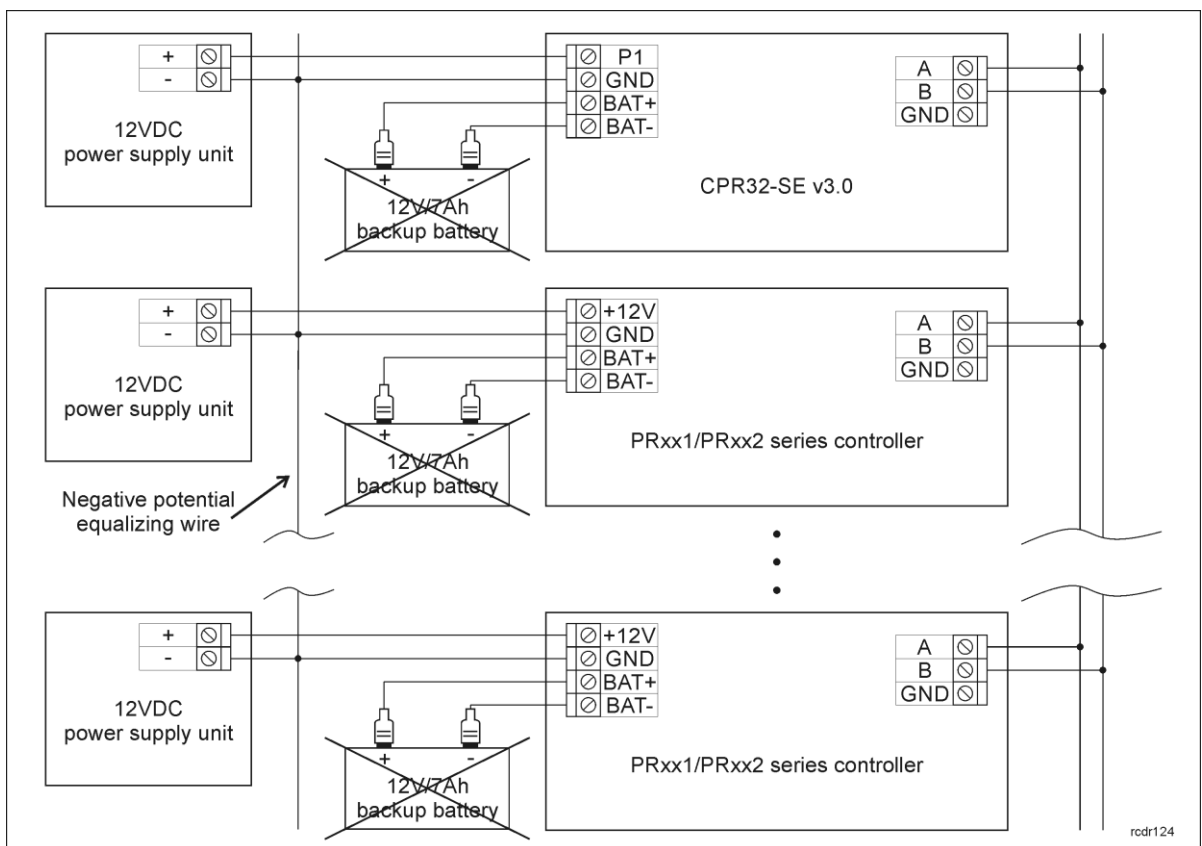 +
-
12VDC
power supply unit
P1
GND
BAT+
BAT-
+ -
12V/7Ah
backup battery
CPR32-SE v3.0
A
B
GND
+
-
12VDC
power supply unit
+12V
GND
BAT+
BAT-
+ -
12V/7Ah
backup battery
PRxx1/PRxx2 series controller
A
B
GND
Negative potential
equalizing wire
+
-
12VDC
power supply unit
+12V
GND
BAT+
BAT-
+ -
12V/7Ah
backup battery
PRxx1/PRxx2 series controller
A
B
GND
rcdr124